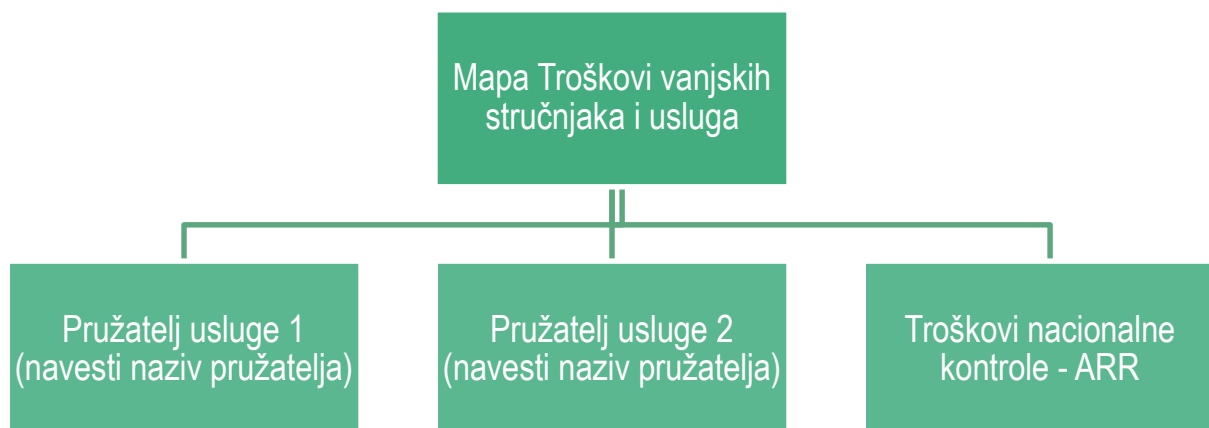 Mapa Troškovi vanjskih
stručnjaka i usluga
Pružatelj usluge 1
(navesti naziv pružatelja)
Pružatelj usluge 2
(navesti naziv pružatelja)
Troškovi nacionalne
kontrole - ARR